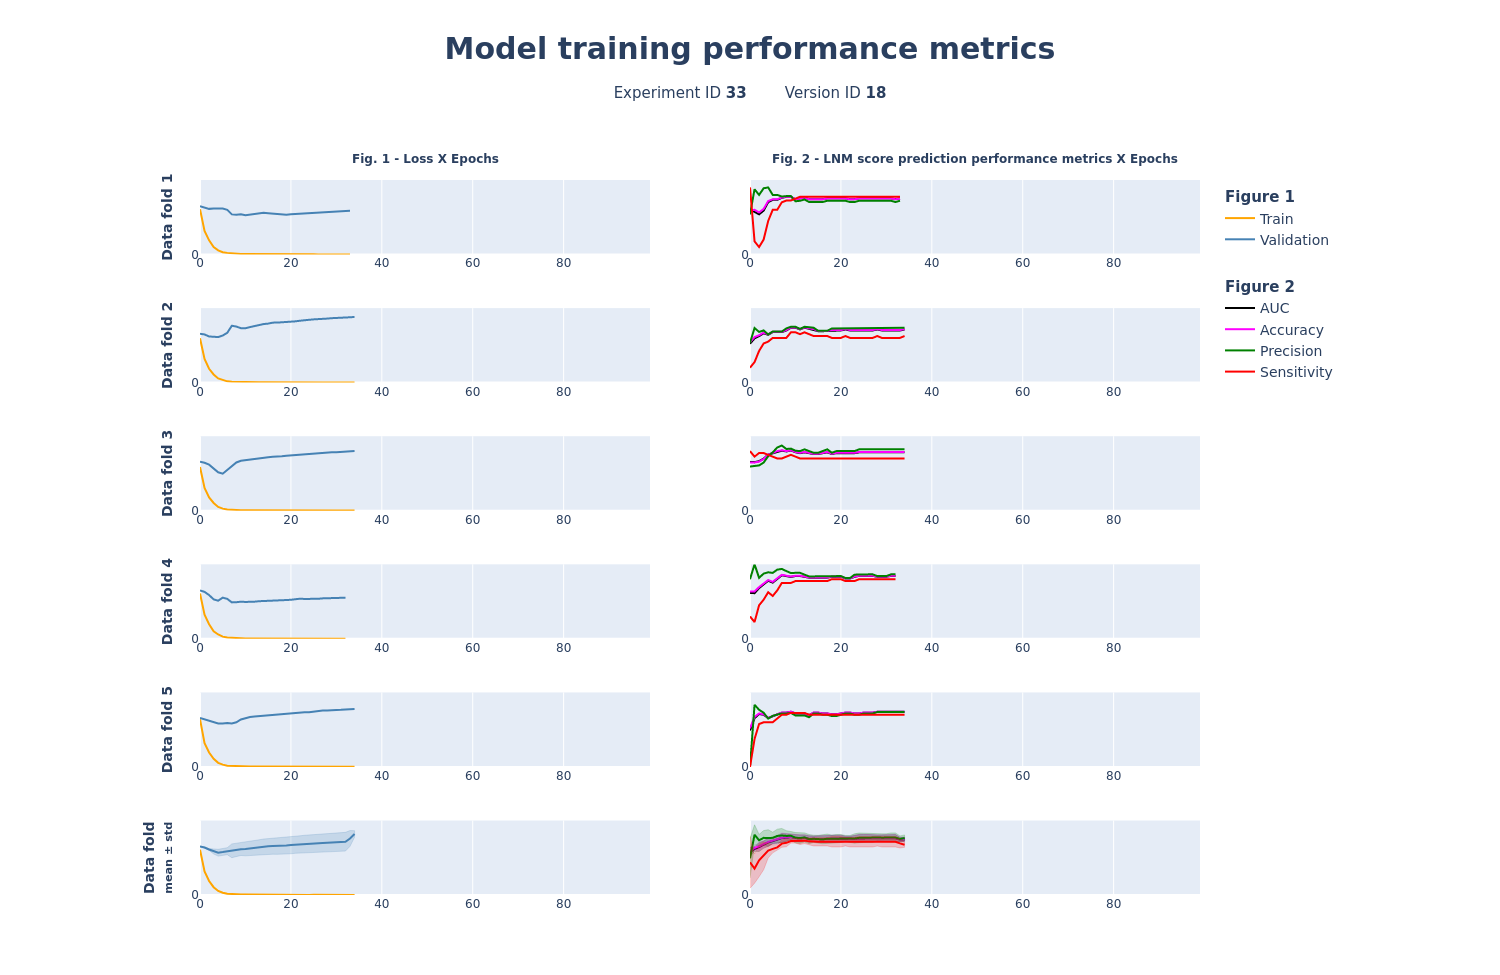 Model training performance metrics
Experiment ID 33 Version ID 18
Fig. 1 - Loss X Epochs
Fig. 2 - LNM score prediction performance metrics X Epochs
Data fold 1
0
0 20 40 60 80
0
0 20 40 60 80
Data fold 2
0
0 20 40 60 80
0
0 20 40 60 80
Data fold 3
0
0 20 40 60 80
0
0 20 40 60 80
Data fold 4
0
0 20 40 60 80
0
0 20 40 60 80
Data fold 5
0
0 20 40 60 80
0
0 20 40 60 80
Data fold
mean ± std
0
0 20 40 60 80
0
0 20 40 60 80
Figure 1
Train
Validation
Figure 2
AUC
Accuracy
Precision
Sensitivity